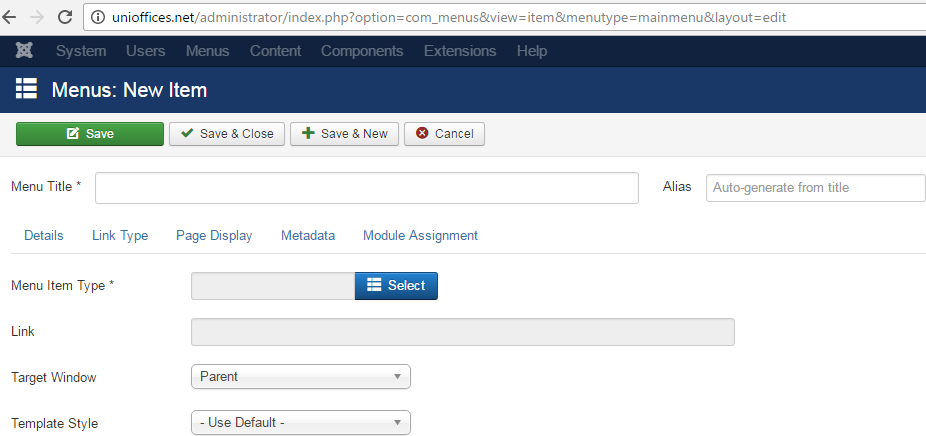 unioffices.net/administrator/index.php?option=com_menus&view=item&menutype=mainmenu&layout=edit
System Users Menus Content Components Extensions Help
Menus: New Item
Save Save & Close Save & New Cancel
Menu Title * Alias Auto-generate from title
Details Link Type Page Display Metadata Module Assignment
Menu Item Type * Select
Link
Target Window Parent
Template Style - Use Default -